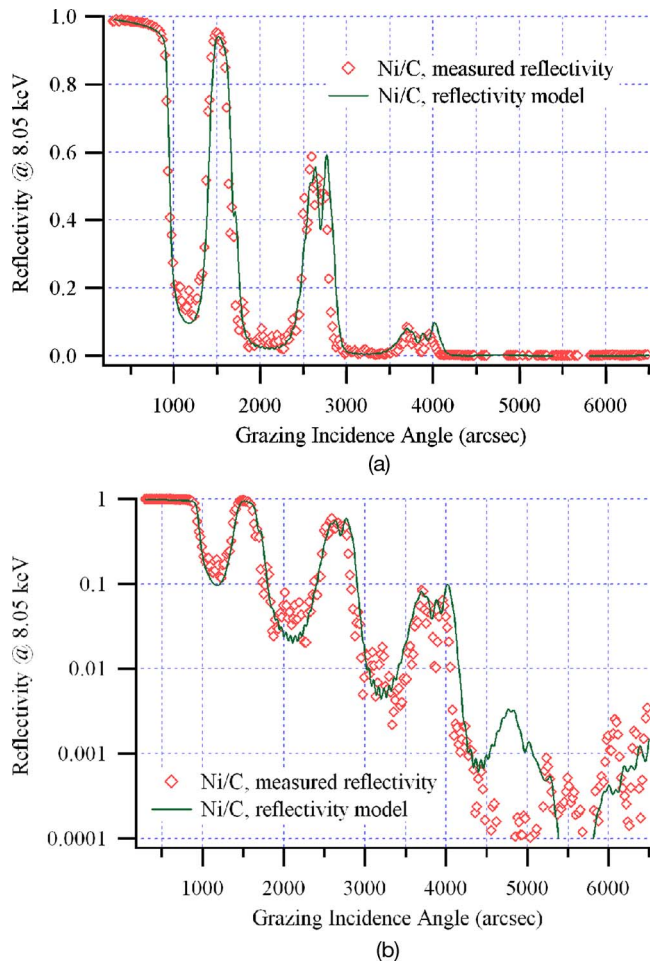 1.0
0.8
0.6
0.4
0.2
0.0
Reflectivity @ 8.05 keV
Ni/C, measured reflectivity
Ni/C, reflectivity model
1000 2000 3000 4000 5000 6000
Grazing Incidence Angle (arcsec)
(a)
1
0.1
0.01
0.001
0.0001
Reflectivity @ 8.05 keV
Ni/C, measured reflectivity
Ni/C, reflectivity model
1000 2000 3000 4000 5000 6000
Grazing Incidence Angle (arcsec)
(b)